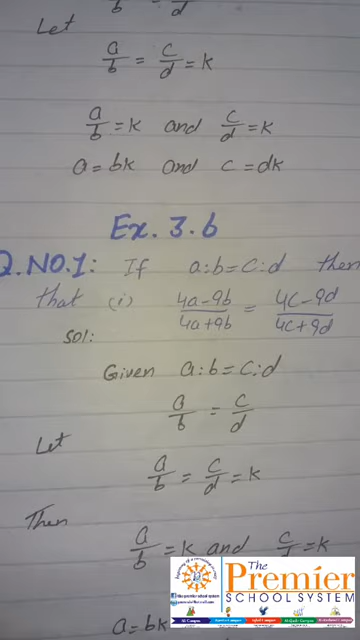 b d
Let
a/b = c/d = k
a/b = k and c/d = k
a = bk and c = dk
Ex. 3.6
Q.NO.1: If a:b = c:d then
that (i) 4a-9b/4a+9b = 4c-9d/4c+9d
Sol:
Given a:b = c:d
a/b = c/d
Let
a/b = c/d = k
Then
a/b = k and c/d = k
a = bk
The
Premier
SCHOOL SYSTEM